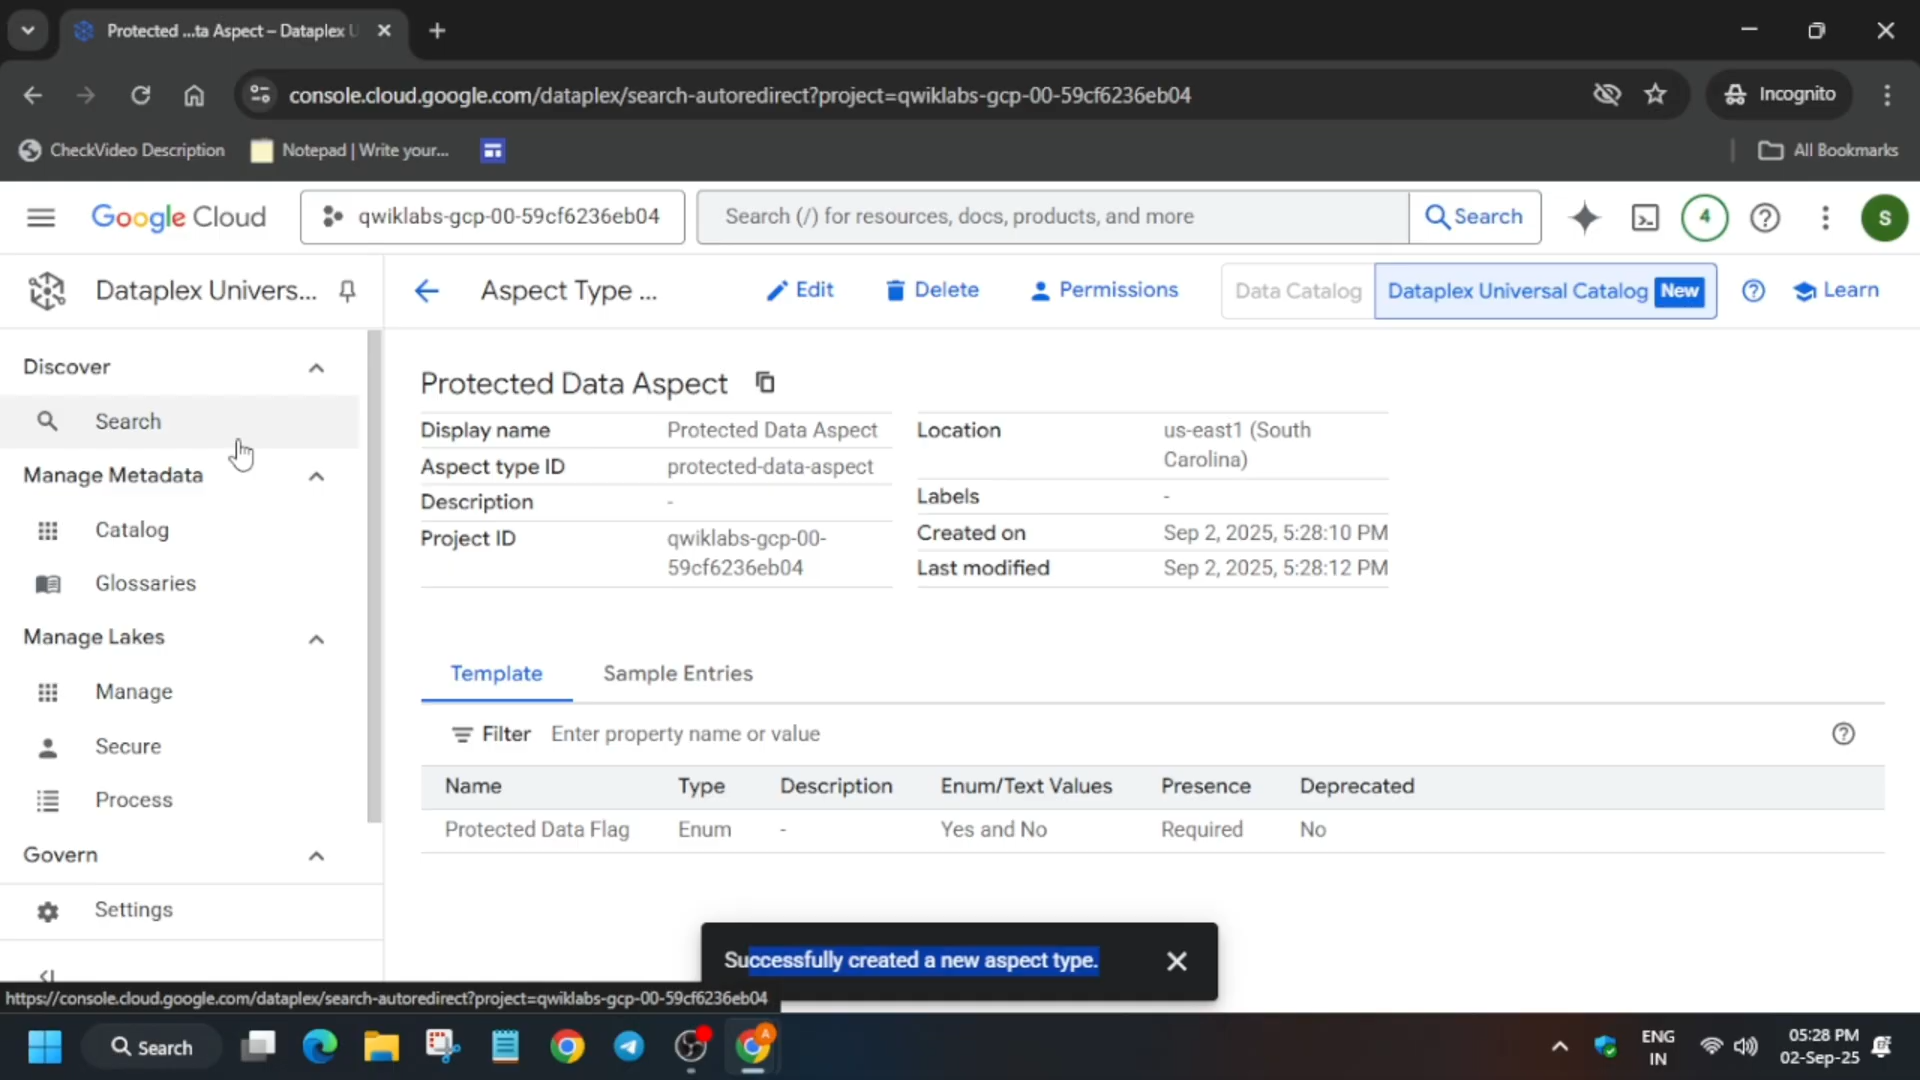 Protected ...ta Aspect – Dataplex U
console.cloud.google.com/dataplex/search-autoredirect?project=qwiklabs-gcp-00-59cf6236eb04
Incognito
CheckVideo Description
Notepad | Write your...
All Bookmarks
Google Cloud
qwiklabs-gcp-00-59cf6236eb04
Search (/) for resources, docs, products, and more
Search
4
S
Dataplex Univers...
Aspect Type ...
Edit
Delete
Permissions
Data Catalog
Dataplex Universal Catalog New
Learn
Discover
Search
Manage Metadata
Catalog
Glossaries
Manage Lakes
Manage
Secure
Process
Govern
Settings
Protected Data Aspect
Display name Protected Data Aspect
Aspect type ID protected-data-aspect
Description -
Project ID qwiklabs-gcp-00-
59cf6236eb04
Location us-east1 (South
Carolina)
Labels -
Created on Sep 2, 2025, 5:28:10 PM
Last modified Sep 2, 2025, 5:28:12 PM
Template Sample Entries
Filter Enter property name or value
Name Type Description Enum/Text Values Presence Deprecated
Protected Data Flag Enum - Yes and No Required No
Successfully created a new aspect type.
https://console.cloud.google.com/dataplex/search-autoredirect?project=qwiklabs-gcp-00-59cf6236eb04
Search
A
ENG
IN
05:28 PM
02-Sep-25